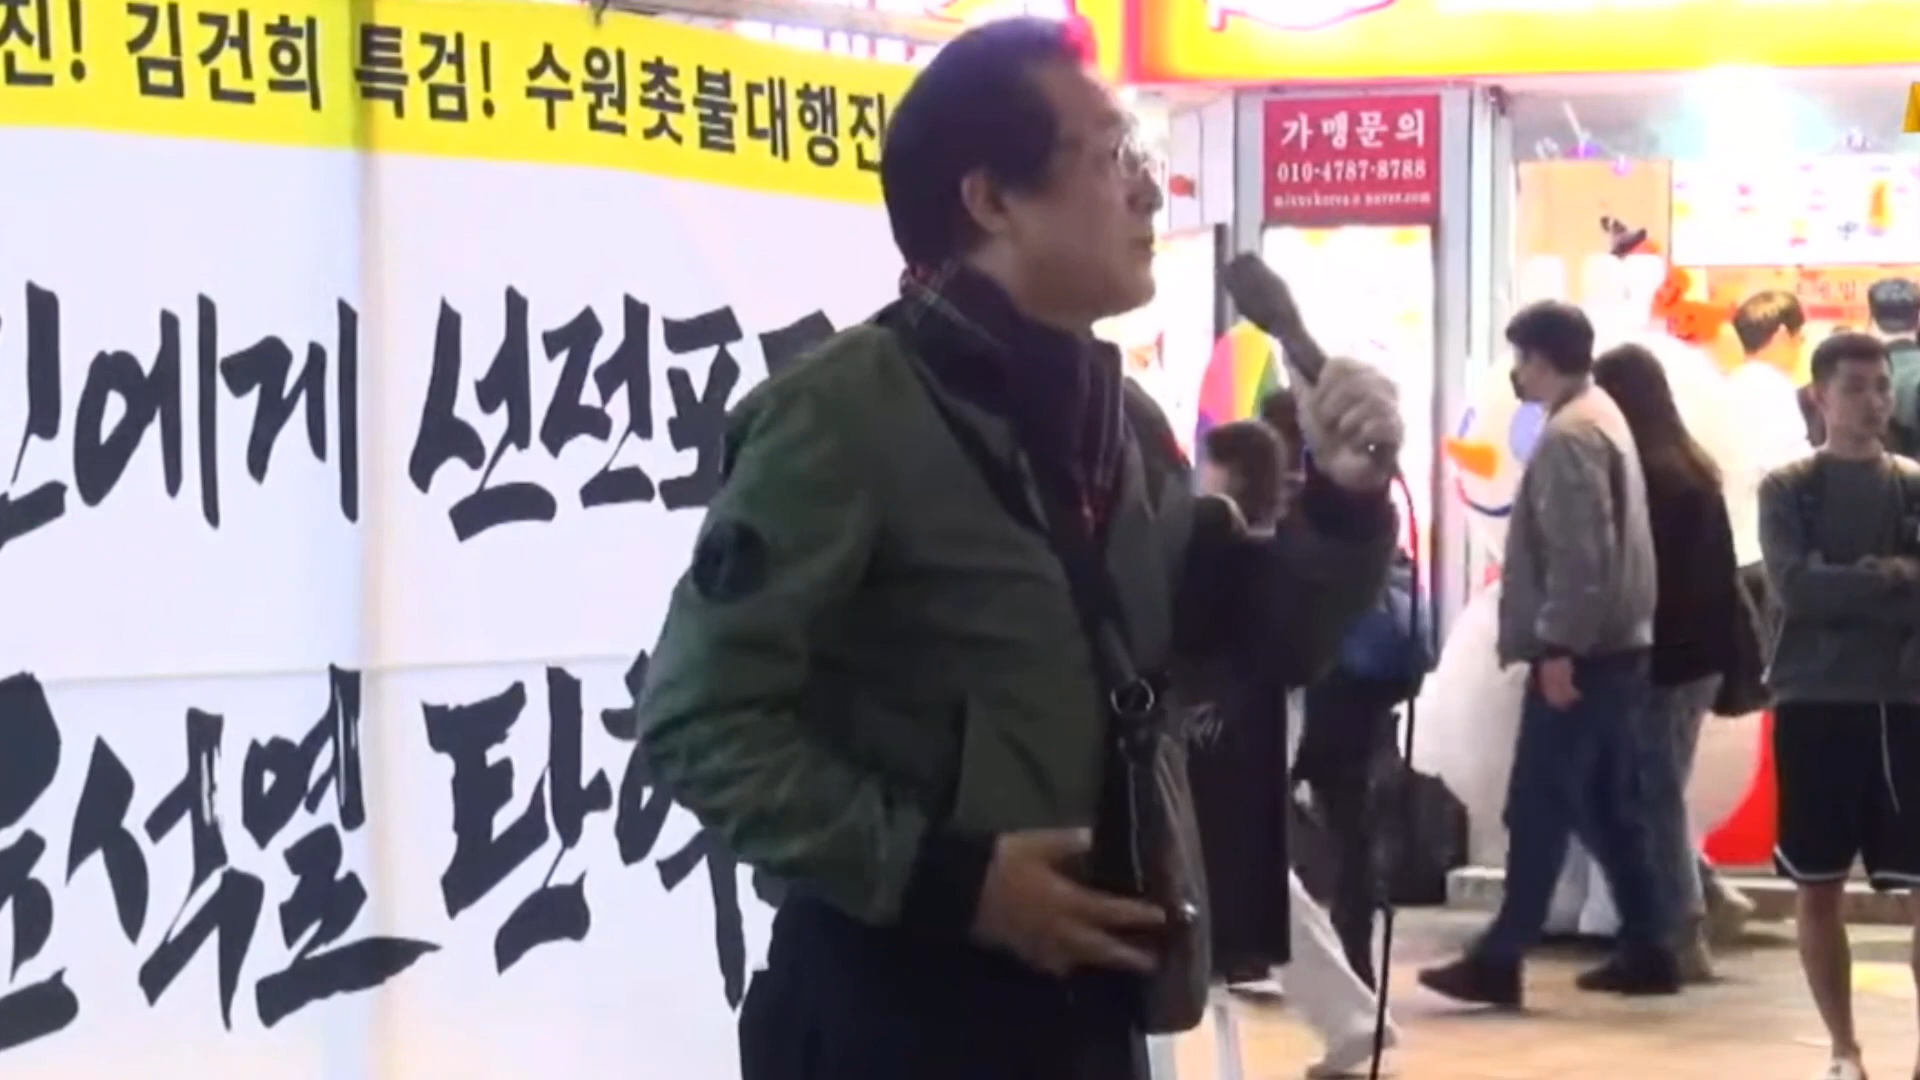 진! 김건희 특검! 수원촛불대행진
에게 선전포
윤석열 탄핵
가맹문의
010-4787-8788